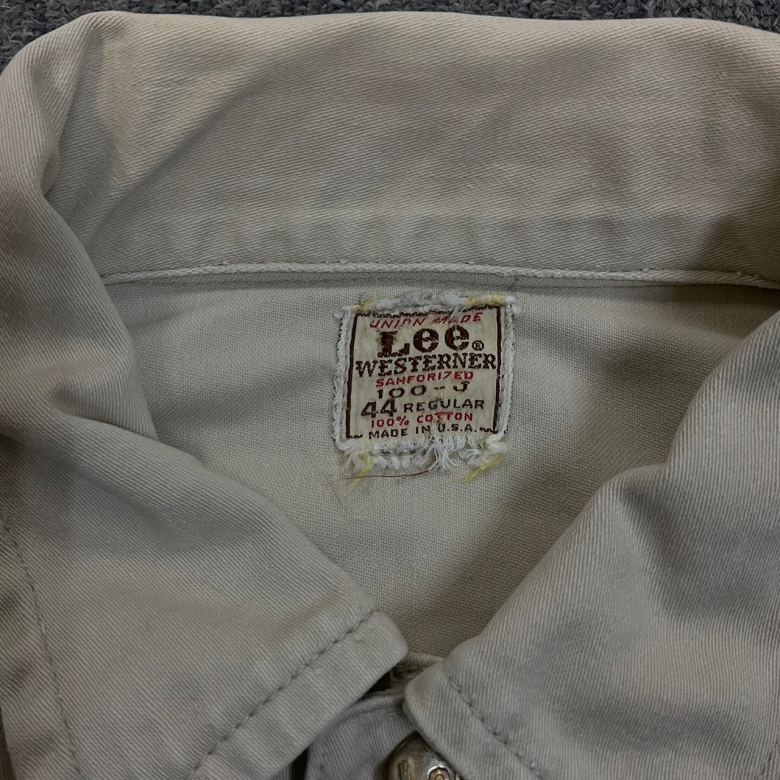 UNION MADE
Lee®
WESTERNER
SANFORIZED
100-J
44 REGULAR
100% COTTON
MADE IN U.S.A.